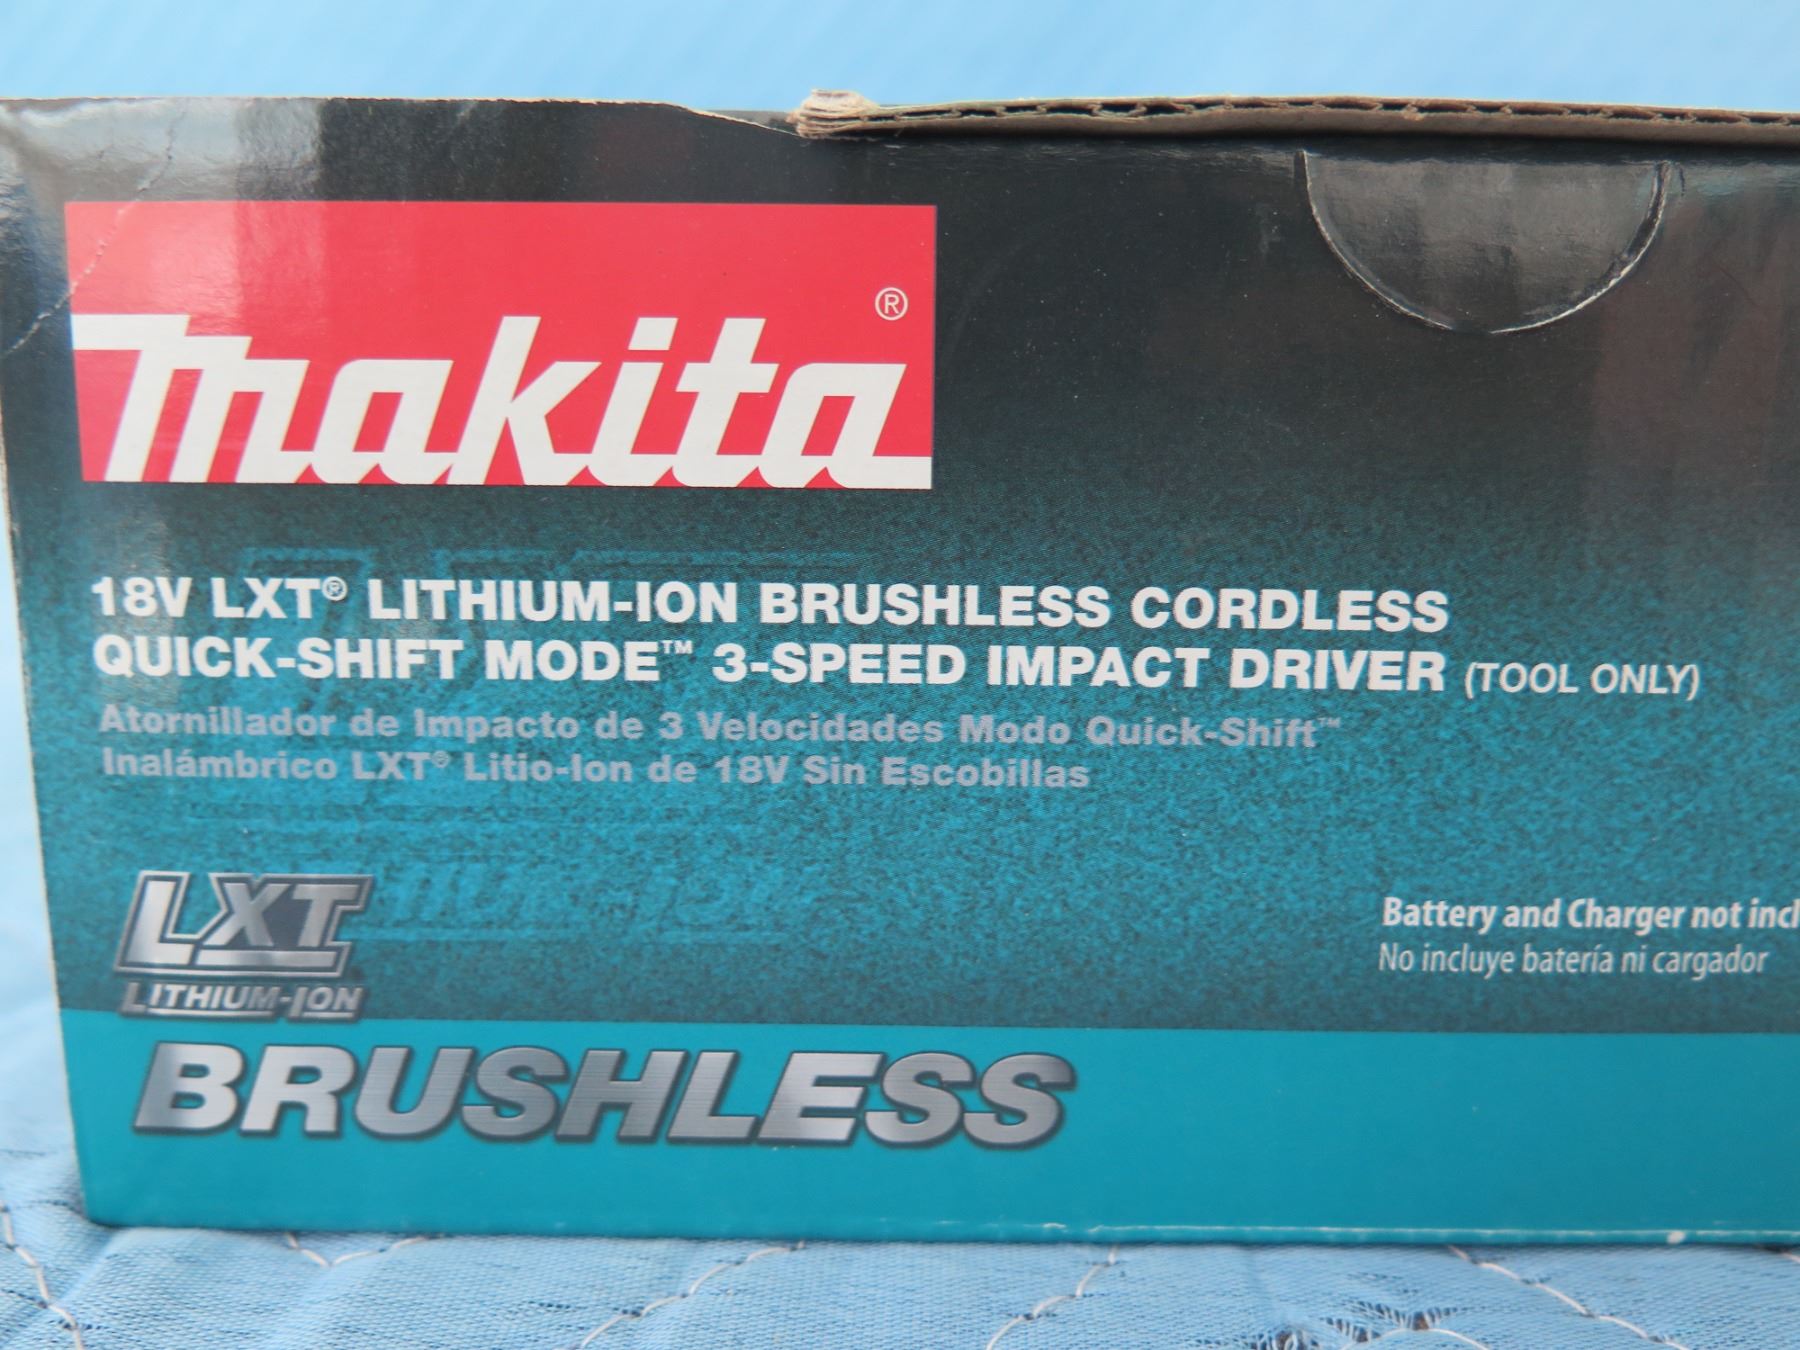 makita®
18V LXT® LITHIUM-ION BRUSHLESS CORDLESS
QUICK-SHIFT MODE™ 3-SPEED IMPACT DRIVER (TOOL ONLY)
Atornillador de Impacto de 3 Velocidades Modo Quick-Shift™
Inalámbrico LXT® Litio-Ion de 18V Sin Escobillas
LXT
LITHIUM-ION
BRUSHLESS
Battery and Charger not incl
No incluye batería ni cargador